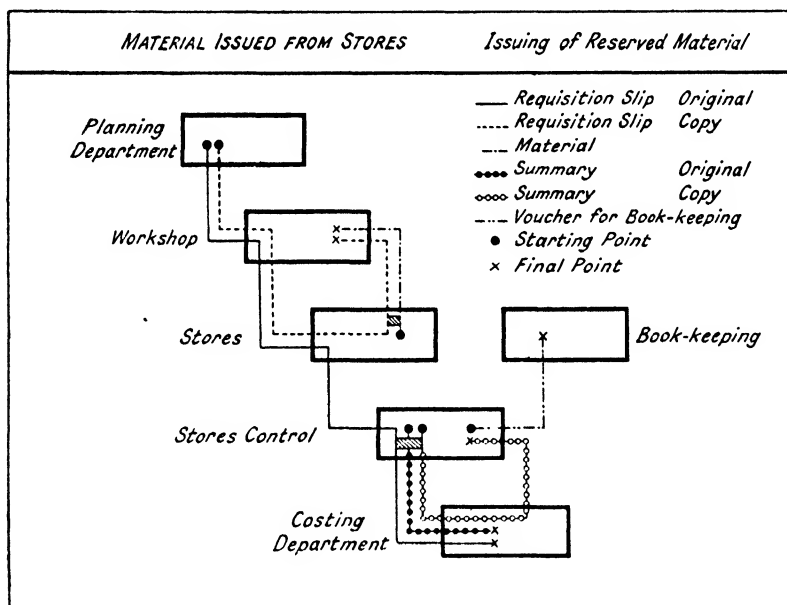 MATERIAL ISSUED FROM STORES
Issuing of Reserved Material
Requisition Slip Original
Requisition Slip Copy
Material
Summary Original
Summary Copy
Voucher for Book-keeping
Starting Point
Final Point
Planning
Department
Workshop
Stores
Book-keeping
Stores Control
Costing
Department